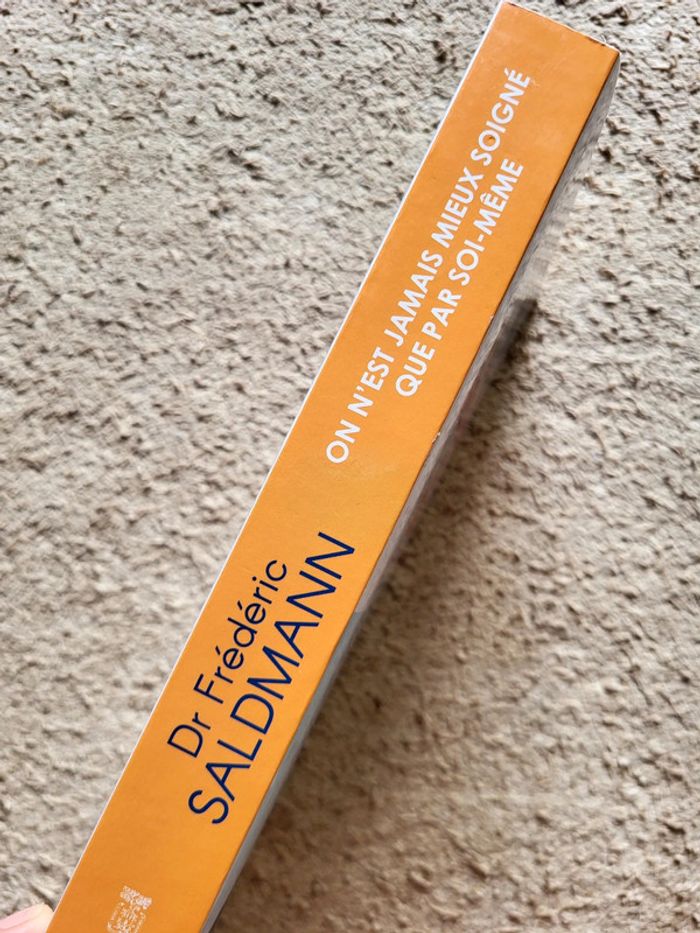 Dr Frédéric
SALDMANN
ON N'EST JAMAIS MIEUX SOIGNÉ
QUE PAR SOI-MÊME